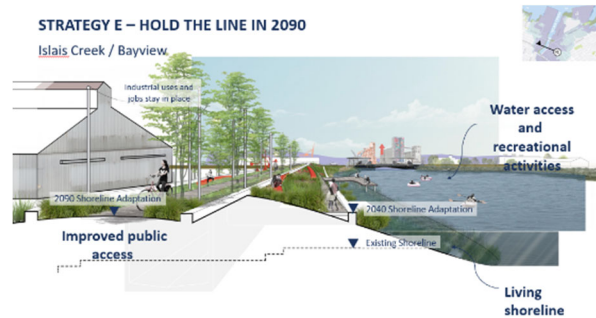 STRATEGY E – HOLD THE LINE IN 2090
Islais Creek / Bayview
Industrial uses and
jobs stay in place
Water access
and
recreational
activities
2090 Shoreline Adaptation
2040 Shoreline Adaptation
Improved public
access
Existing Shoreline
Living
shoreline